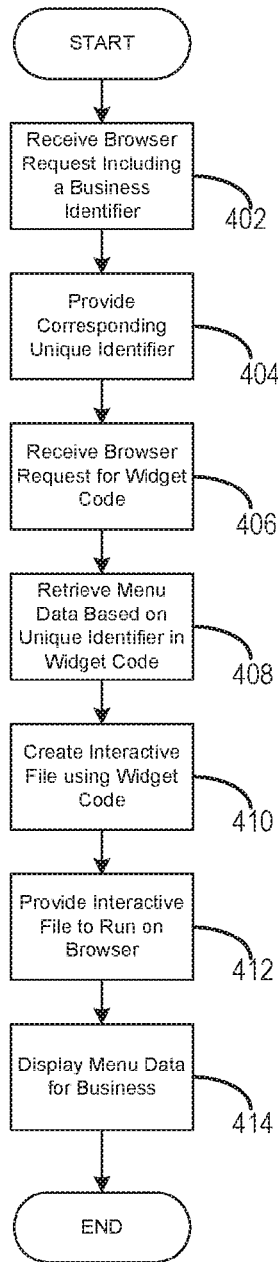 START
Receive Browser
Request Including
a Business
Identifier
402
Provide
Corresponding
Unique Identifier
404
Receive Browser
Request for Widget
Code
406
Retrieve Menu
Data Based on
Unique Identifier in
Widget Code
408
Create Interactive
File using Widget
Code
410
Provide Interactive
File to Run on
Browser
412
Display Menu Data
for Business
414
END